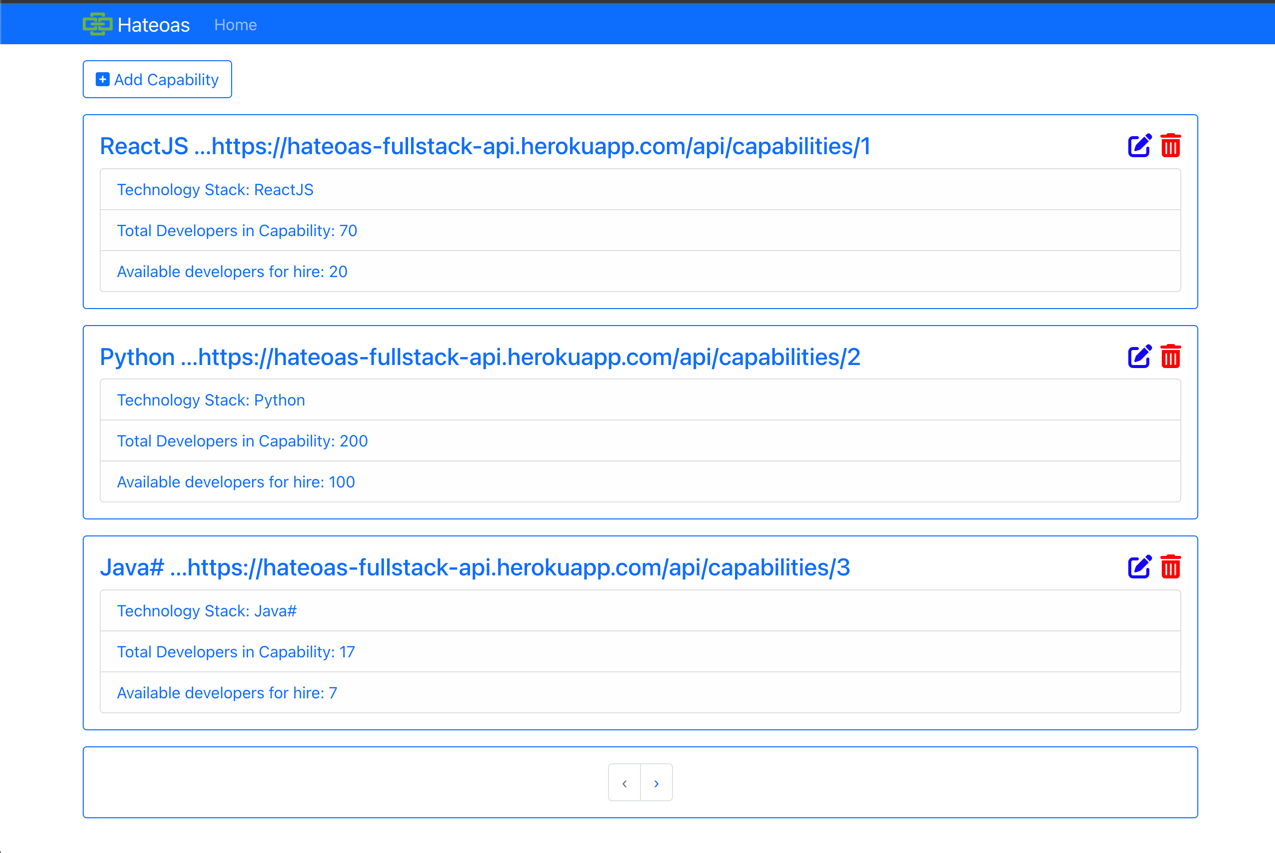 Hateoas Home
Add Capability
ReactJS ...https://hateoas-fullstack-api.herokuapp.com/api/capabilities/1
Technology Stack: ReactJS
Total Developers in Capability: 70
Available developers for hire: 20
Python ...https://hateoas-fullstack-api.herokuapp.com/api/capabilities/2
Technology Stack: Python
Total Developers in Capability: 200
Available developers for hire: 100
Java# ...https://hateoas-fullstack-api.herokuapp.com/api/capabilities/3
Technology Stack: Java#
Total Developers in Capability: 17
Available developers for hire: 7
‹ ›